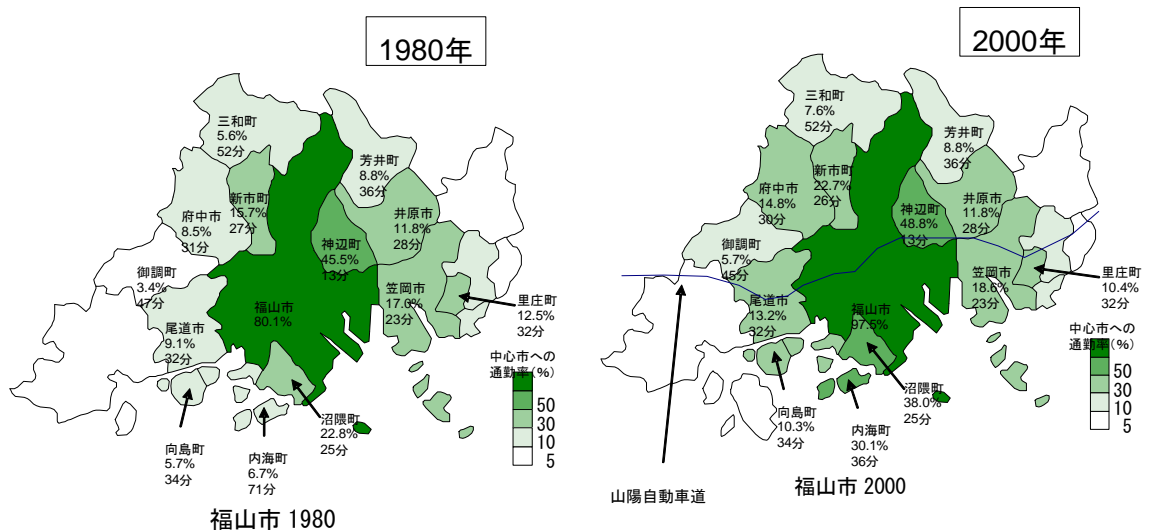 1980年
三和町
5.6%
52分
芳井町
8.8%
36分
新市町
15.7%
27分
府中市
8.5%
31分
井原市
11.8%
28分
神辺町
45.5%
13分
御調町
3.4%
47分
笠岡市
17.0%
23分
里庄町
12.5%
32分
福山市
80.1%
尾道市
9.1%
32分
中心市への
通勤率(%)
50
30
10
5
沼隈町
22.8%
25分
向島町
5.7%
34分
内海町
6.7%
71分
福山市 1980
2000年
三和町
7.6%
52分
芳井町
8.8%
36分
新市町
22.7%
26分
府中市
14.8%
30分
井原市
11.8%
28分
神辺町
48.8%
13分
御調町
5.7%
45分
笠岡市
18.6%
23分
里庄町
10.4%
32分
尾道市
13.2%
32分
福山市
97.5%
中心市への
通勤率(%)
50
30
10
5
沼隈町
38.0%
25分
向島町
10.3%
34分
内海町
30.1%
36分
山陽自動車道
福山市 2000